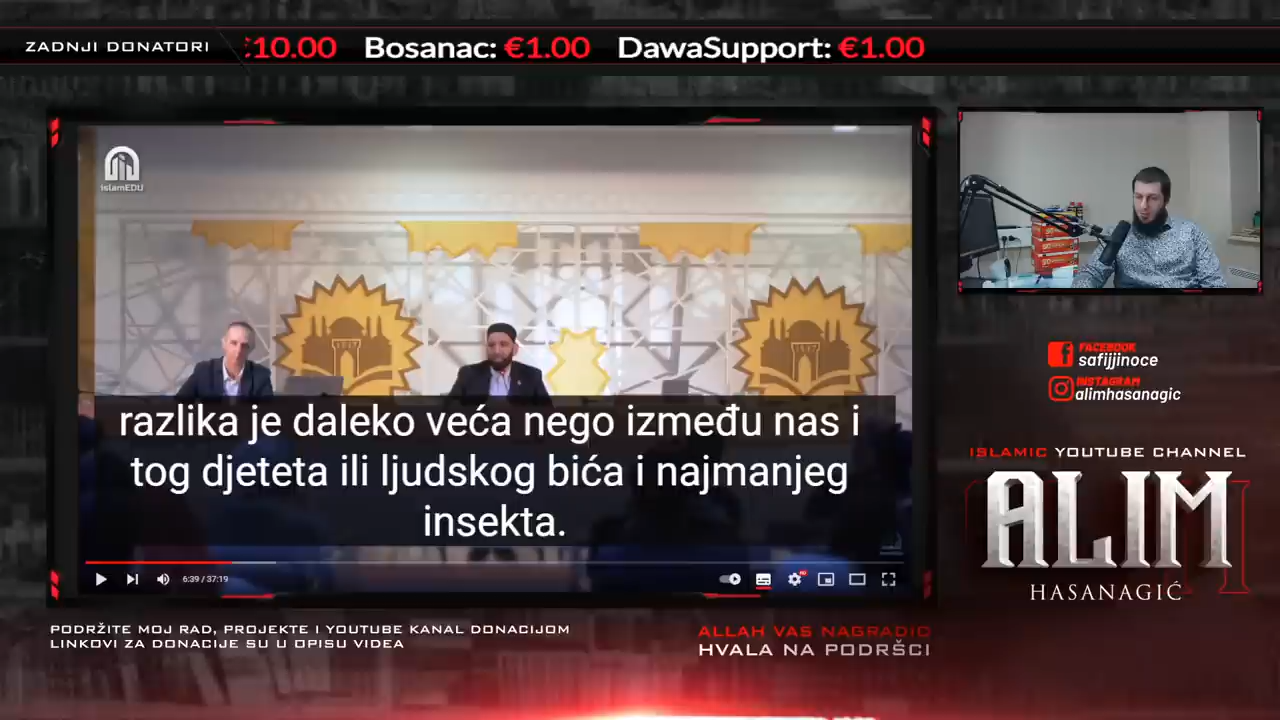 ZADNJI DONATORI
€10.00 Bosanac: €1.00 DawaSupport: €1.00
islamEDU
razlika je daleko veća nego između nas i
tog djeteta ili ljudskog bića i najmanjeg
insekta.
6:39 / 37:19
HD
FACEBOOK
safijjinoce
INSTAGRAM
alimhasanagic
ISLAMIC YOUTUBE CHANNEL
ALIM
HASANAGIĆ
PODRŽITE MOJ RAD, PROJEKTE I YOUTUBE KANAL DONACIJOM
LINKOVI ZA DONACIJE SU U OPISU VIDEA
ALLAH VAS NAGRADIO
HVALA NA PODRŠCI